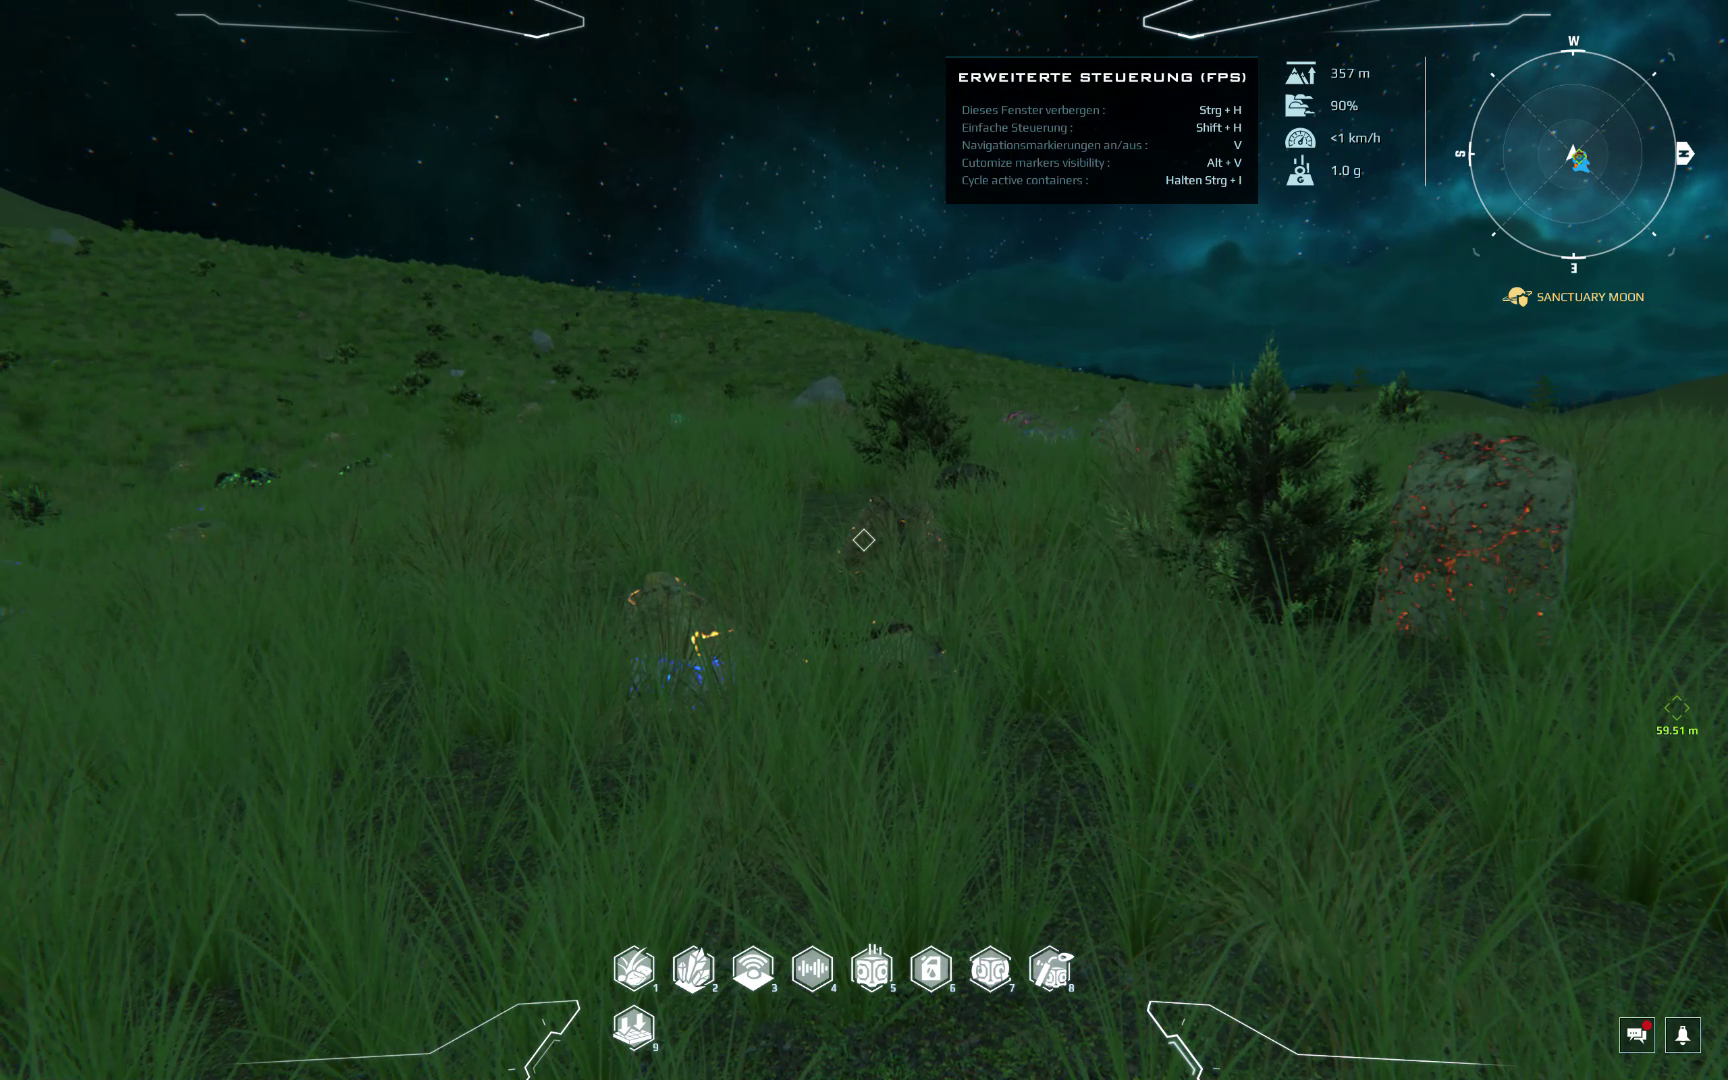 ERWEITERTE STEUERUNG (FPS)
Dieses Fenster verbergen : Strg + H
Einfache Steuerung : Shift + H
Navigationsmarkierungen an/aus : V
Cutomize markers visibility : Alt + V
Cycle active containers : Halten Strg + I
357 m
90%
<1 km/h
1.0 g
G
W
S
N
E
SANCTUARY MOON
59.51 m
1
2
3
4
5
6
7
8
9